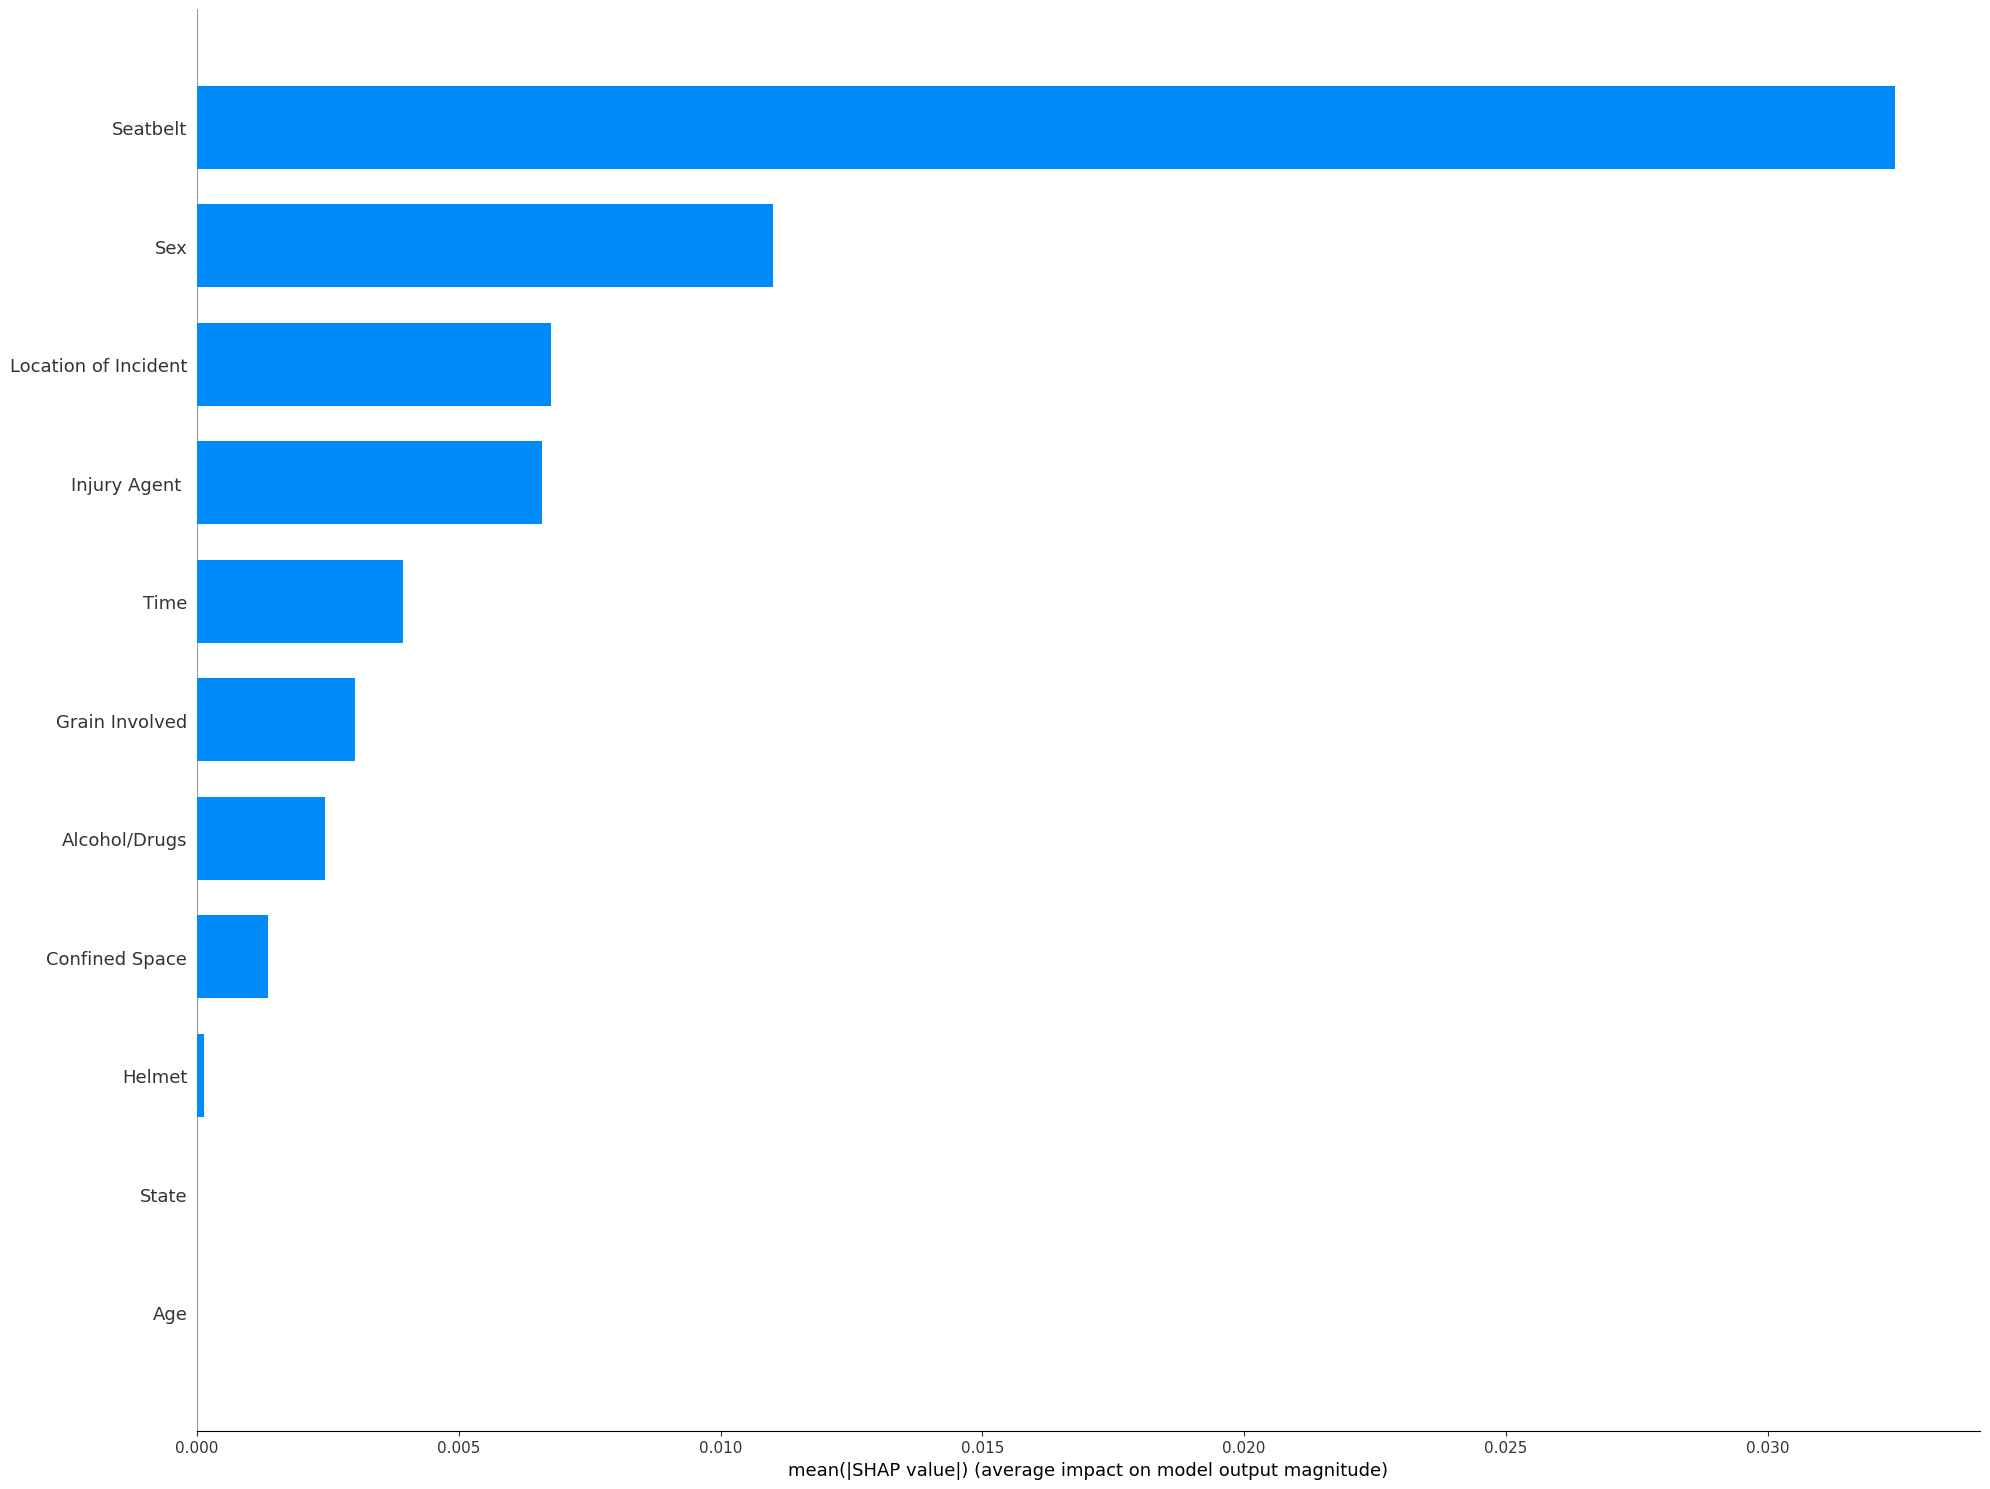 Seatbelt
Sex
Location of Incident
Injury Agent
Time
Grain Involved
Alcohol/Drugs
Confined Space
Helmet
State
Age
0.000 0.005 0.010 0.015 0.020 0.025 0.030
mean(|SHAP value|) (average impact on model output magnitude)